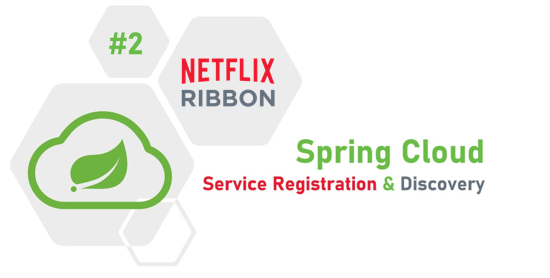 #2
NETFLIX
RIBBON
Spring Cloud
Service Registration & Discovery